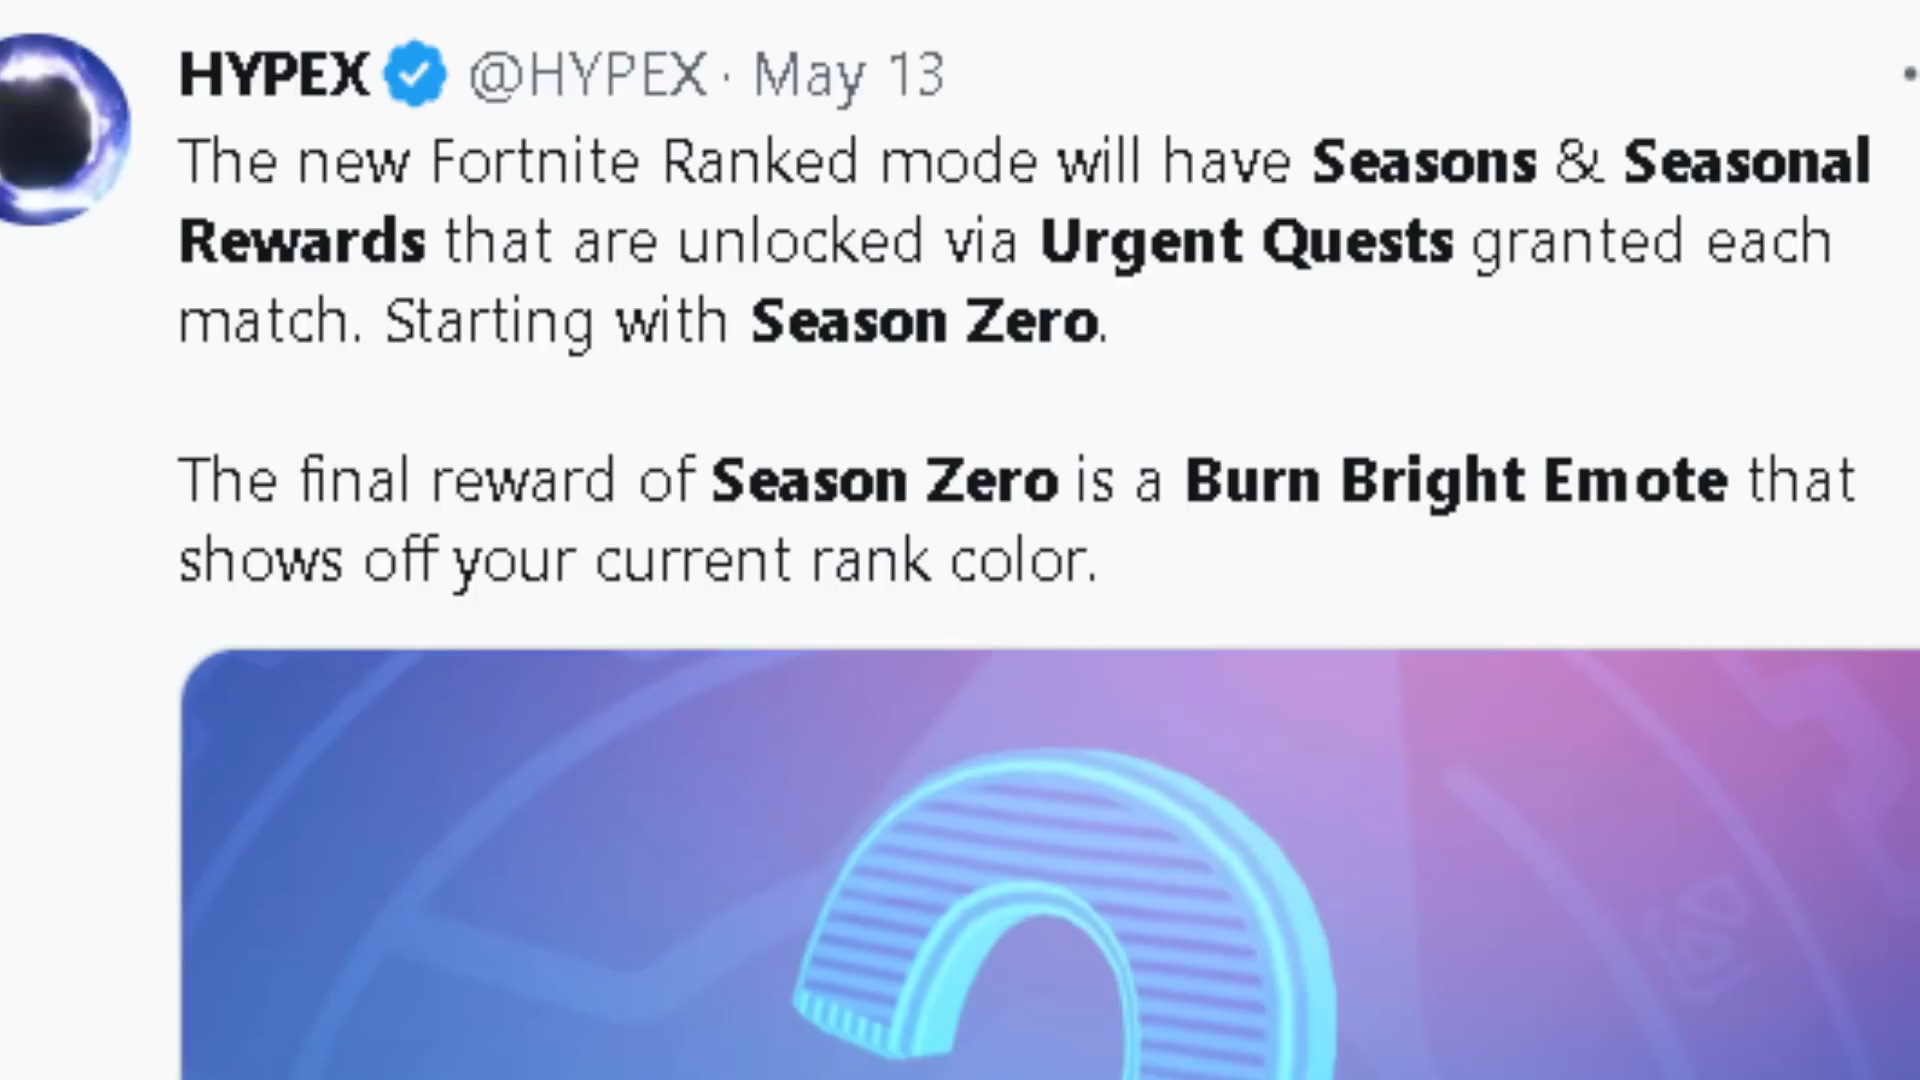 HYPEX @HYPEX · May 13
The new Fortnite Ranked mode will have Seasons & Seasonal
Rewards that are unlocked via Urgent Quests granted each
match. Starting with Season Zero.
The final reward of Season Zero is a Burn Bright Emote that
shows off your current rank color.